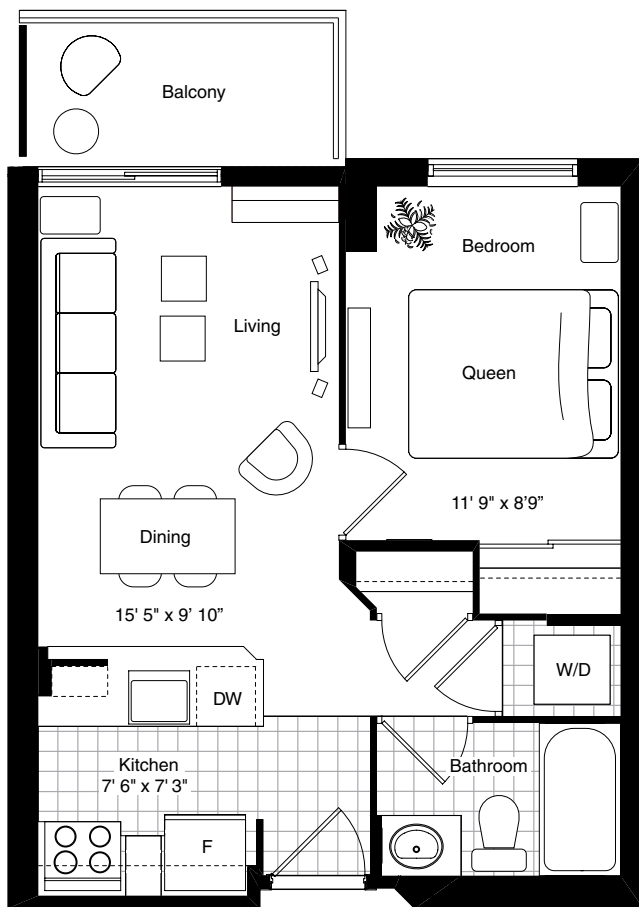 Balcony
Bedroom
Living
Queen
11' 9" x 8’9”
Dining
15' 5" x 9’ 10”
W/D
DW
Kitchen
7' 6" x 7' 3"
Bathroom
F